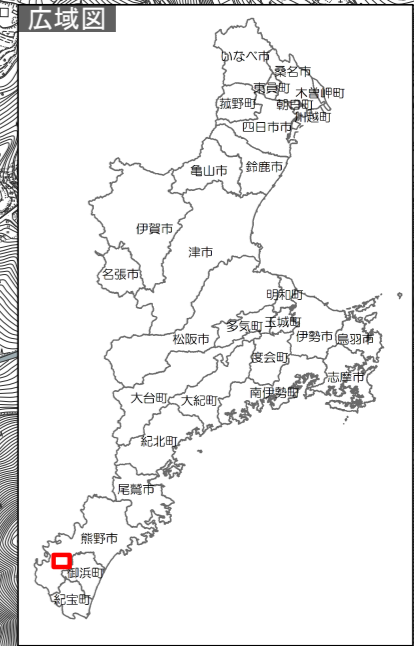 広域図
いなべ市
桑名市
東員町
木曽岬町
菰野町
朝日町
川越町
四日市市
亀山市
鈴鹿市
伊賀市
津市
名張市
明和町
松阪市
多気町
玉城町
伊勢市
鳥羽市
度会町
志摩市
大台町
大紀町
南伊勢町
紀北町
尾鷲市
熊野市
御浜町
紀宝町